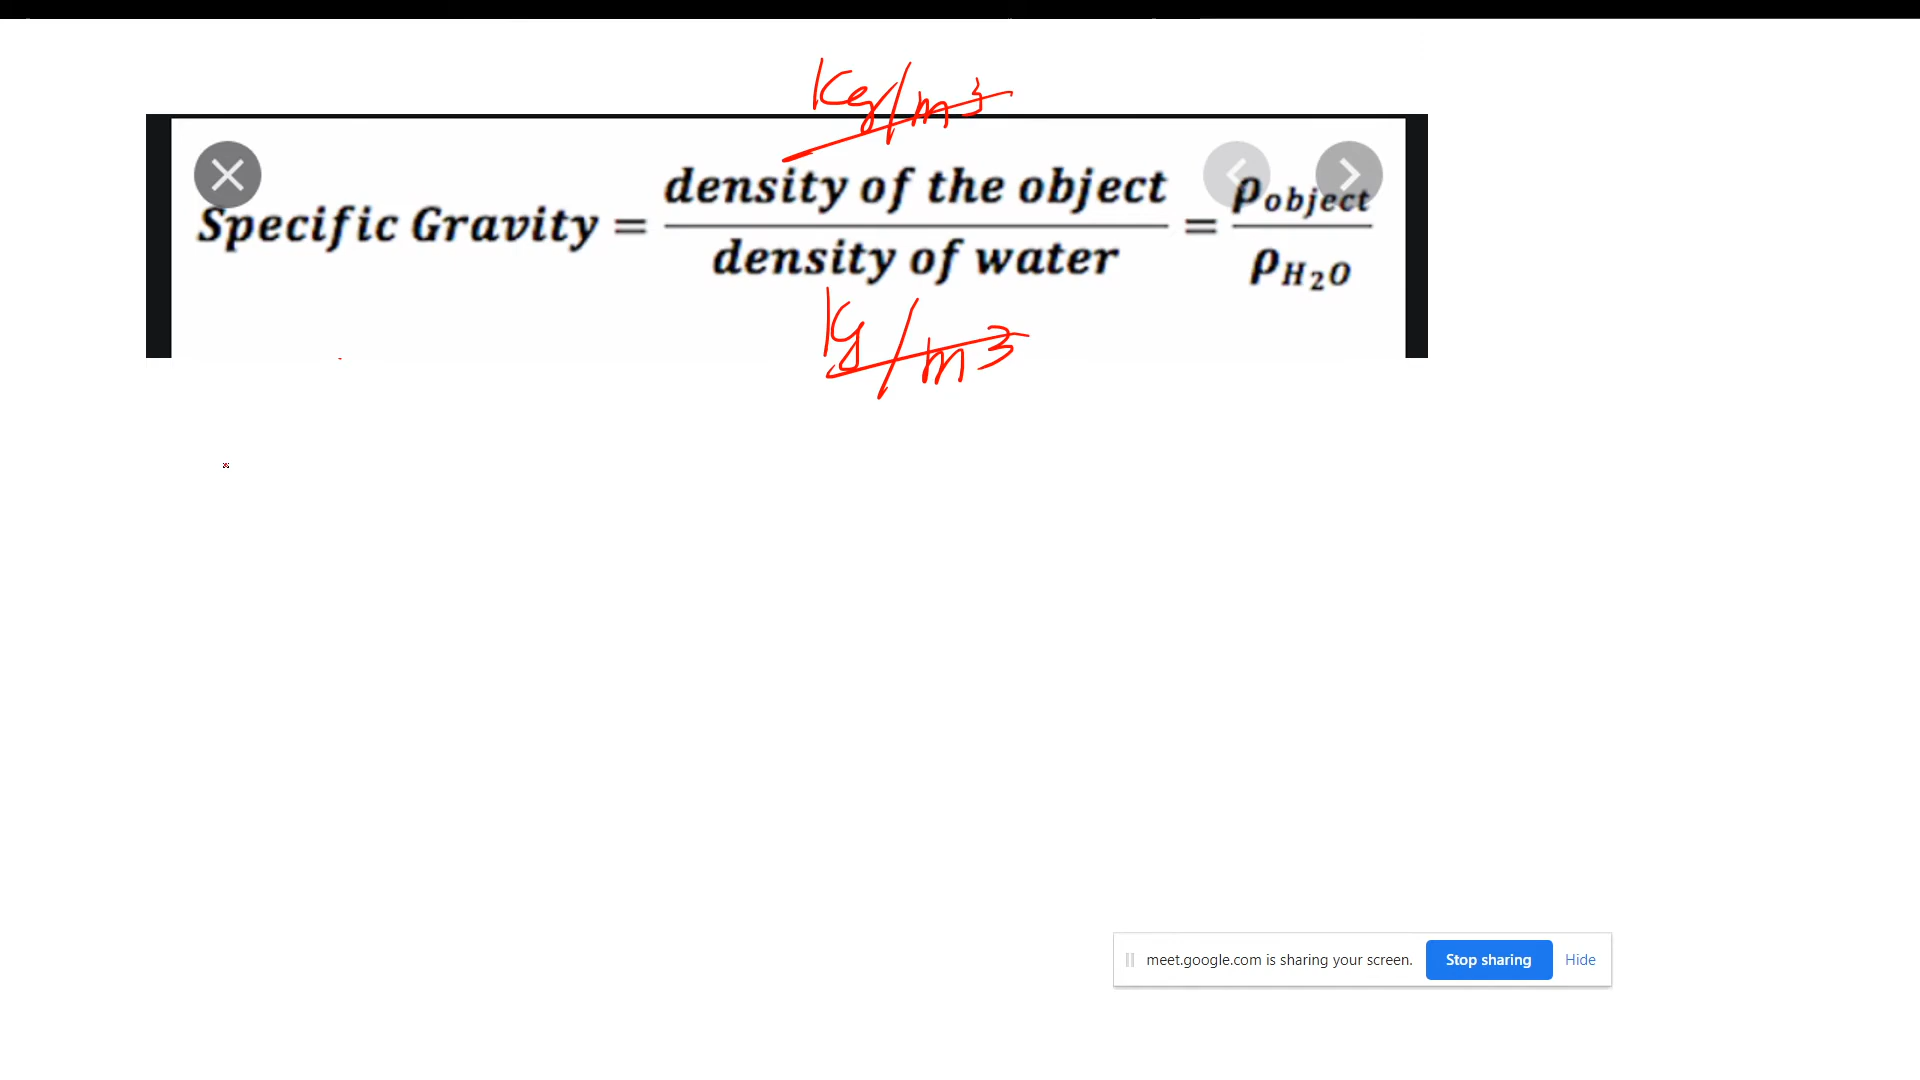 Kg/m³
Specific Gravity = density of the object / density of water = ρobject / ρH₂O
Kg/m³
meet.google.com is sharing your screen. Stop sharing Hide